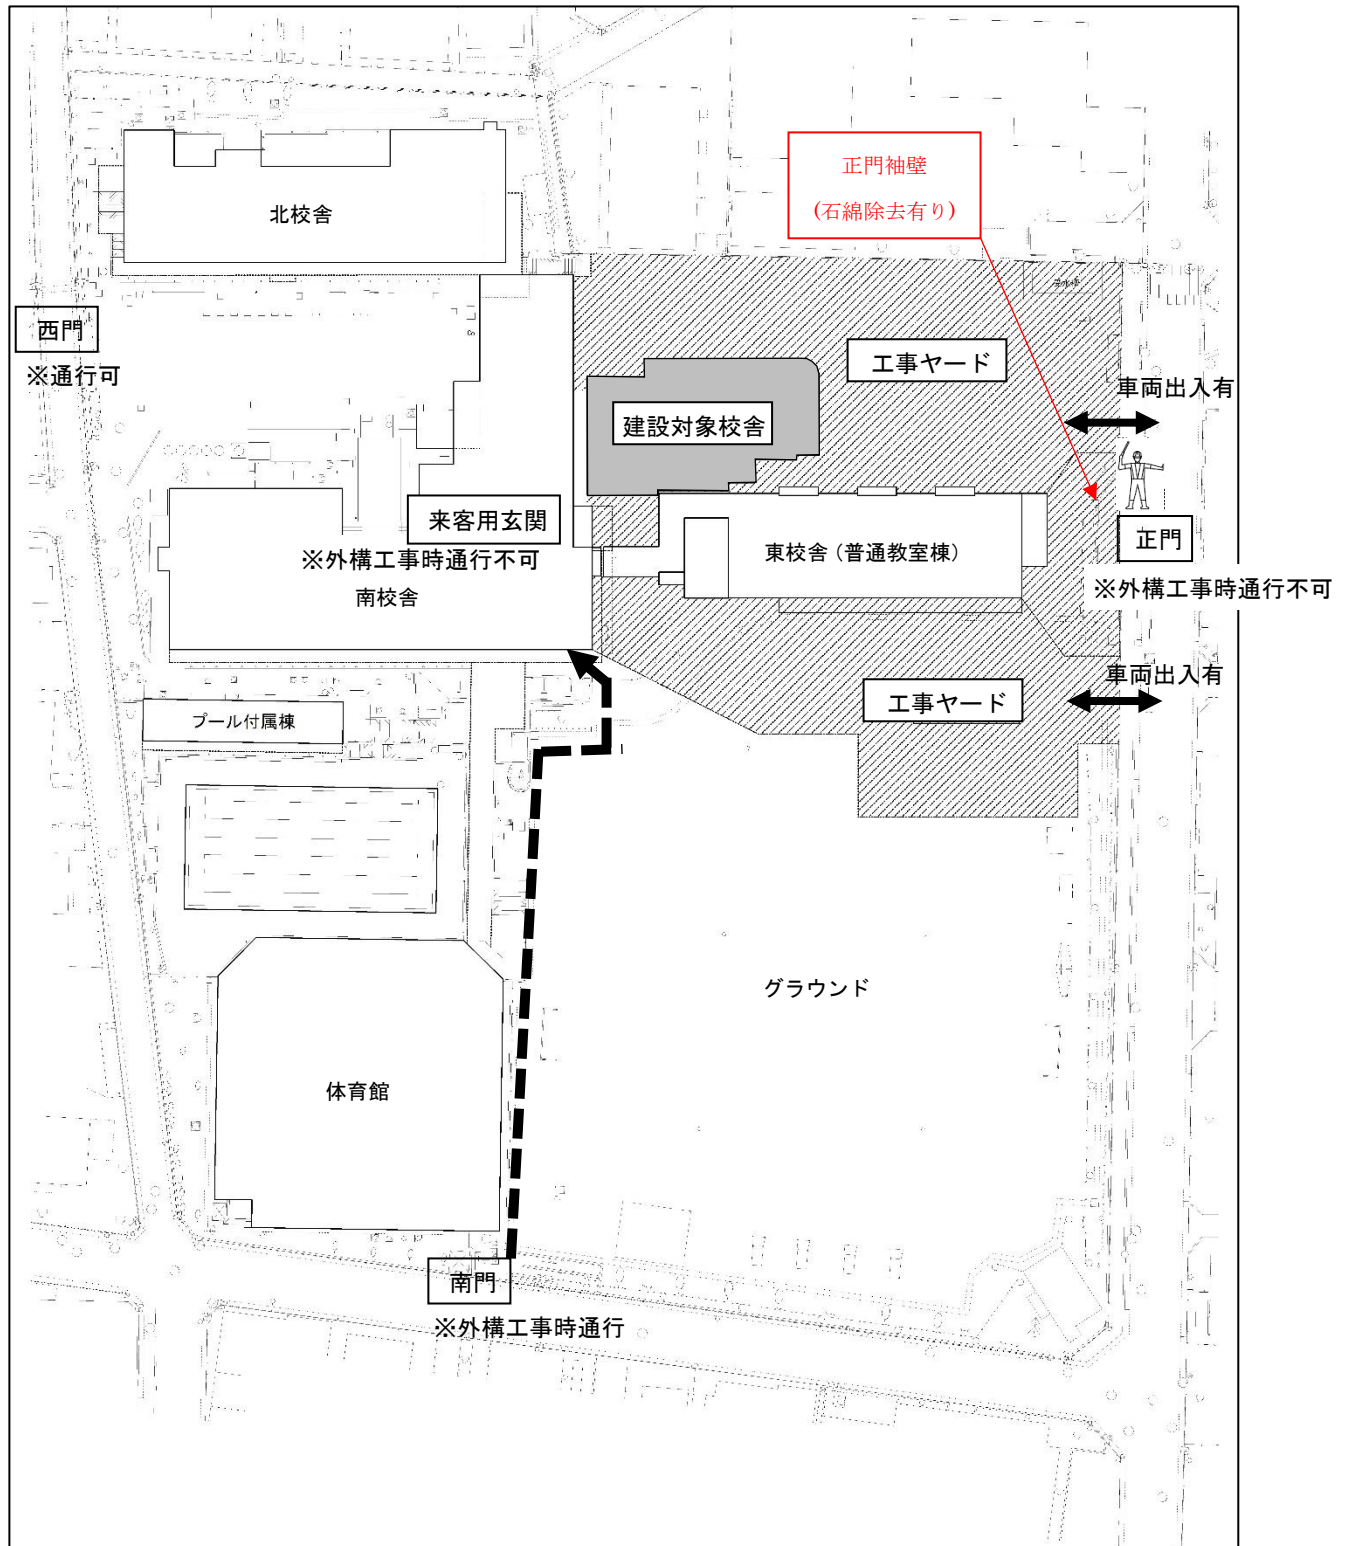 正門袖壁
(石綿除去有り)
北校舎
西門
※通行可
工事ヤード
車両出入有
建設対象校舎
来客用玄関
※外構工事時通行不可
南校舎
東校舎（普通教室棟）
正門
※外構工事時通行不可
車両出入有
工事ヤード
プール付属棟
グラウンド
体育館
南門
※外構工事時通行